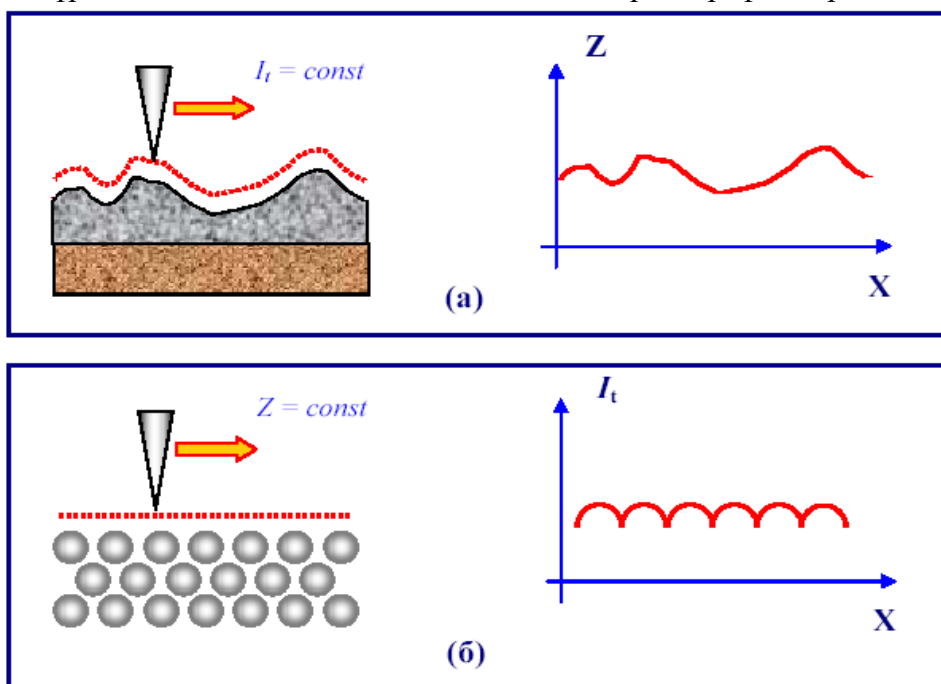 Z
I_t = const
X
(а)
I_t
Z = const
X
(б)